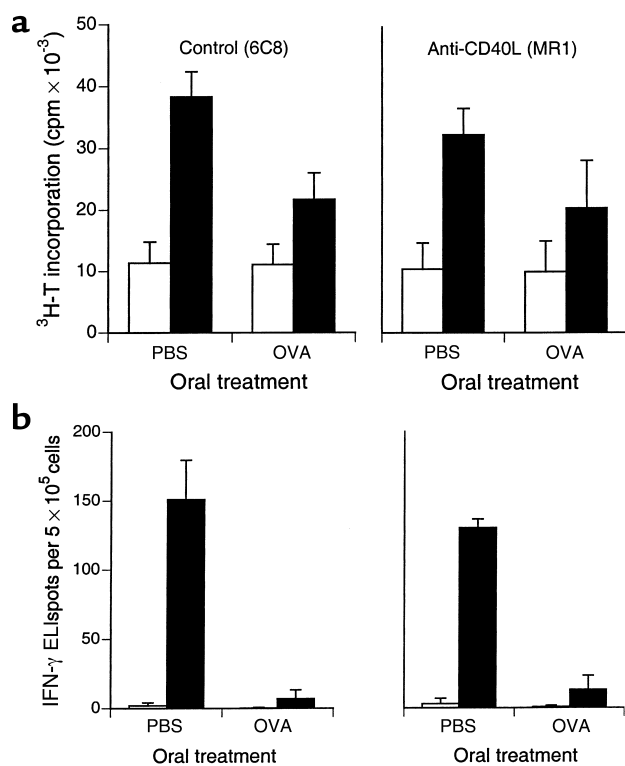 a
Control (6C8)
Anti-CD40L (MR1)
³H-T incorporation (cpm × 10⁻³)
50
40
30
20
10
0
PBS
OVA
PBS
OVA
Oral treatment
Oral treatment
b
IFN-γ ELIspots per 5 × 10⁵ cells
200
150
100
50
0
PBS
OVA
PBS
OVA
Oral treatment
Oral treatment